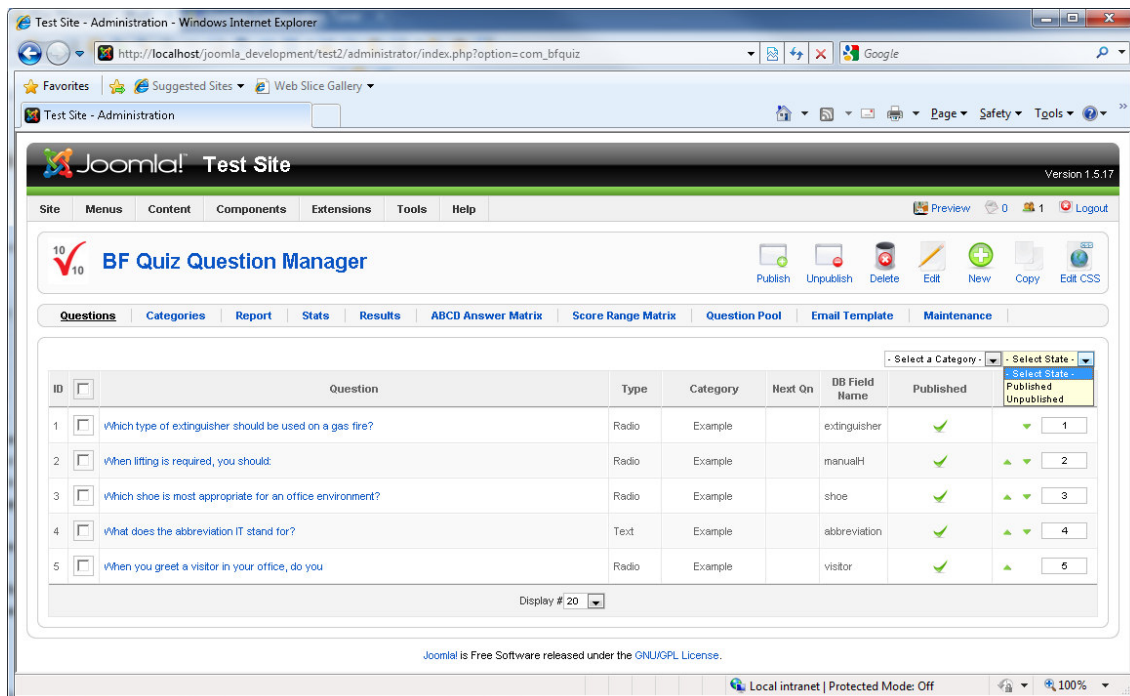 Test Site - Administration - Windows Internet Explorer
http://localhost/joomla_development/test2/administrator/index.php?option=com_bfquiz
Google
Favorites Suggested Sites Web Slice Gallery
Test Site - Administration Page Safety Tools
Joomla! Test Site
Version 1.5.17
Site Menus Content Components Extensions Tools Help Preview 0 1 Logout
10 10 BF Quiz Question Manager
Publish Unpublish Delete Edit New Copy Edit CSS
Questions Categories Report Stats Results ABCD Answer Matrix Score Range Matrix Question Pool Email Template Maintenance
- Select a Category - - Select State -
- Select State -
Published
Unpublished
ID Question Type Category Next Qn DB Field Name Published
1 Which type of extinguisher should be used on a gas fire? Radio Example extinguisher 1
2 When lifting is required, you should: Radio Example manualH 2
3 Which shoe is most appropriate for an office environment? Radio Example shoe 3
4 What does the abbreviation IT stand for? Text Example abbreviation 4
5 When you greet a visitor in your office, do you Radio Example visitor 5
Display # 20
Joomla! is Free Software released under the GNU/GPL License.
Local intranet | Protected Mode: Off 100%